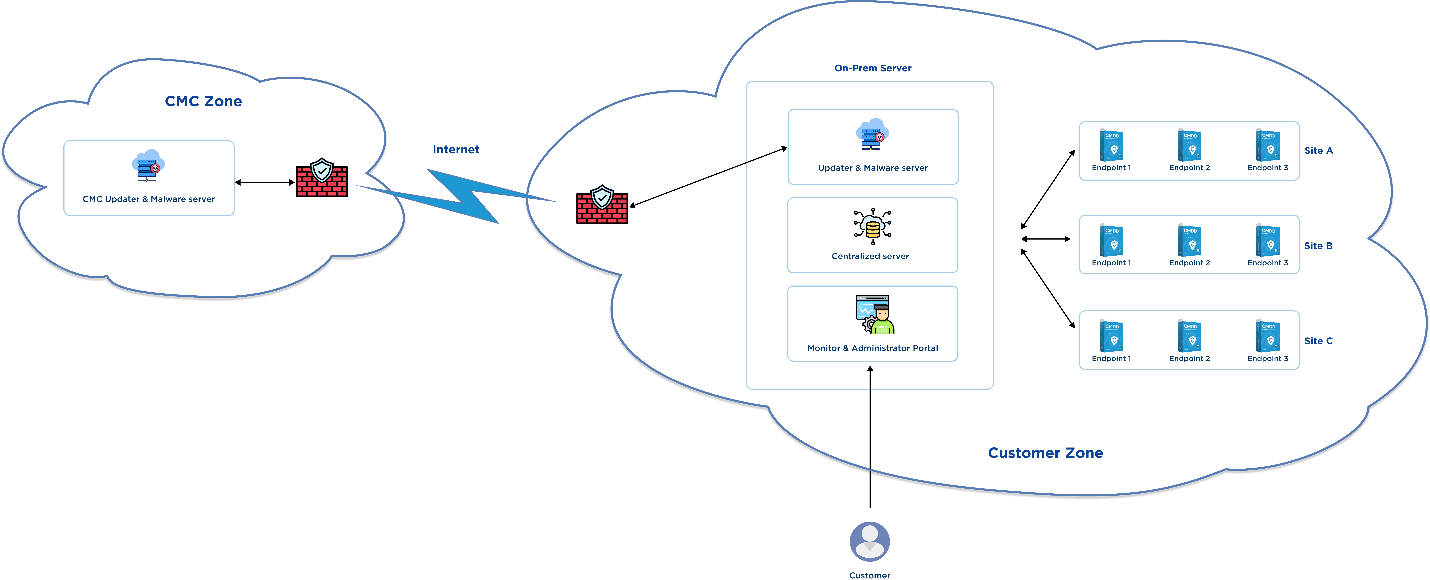 On-Prem Server
CMC Zone
CMC Updater & Malware server
Internet
Updater & Malware server
Centralized server
Monitor & Administrator Portal
Endpoint 1
Endpoint 2
Endpoint 3
Site A
Endpoint 1
Endpoint 2
Endpoint 3
Site B
Endpoint 1
Endpoint 2
Endpoint 3
Site C
Customer Zone
Customer